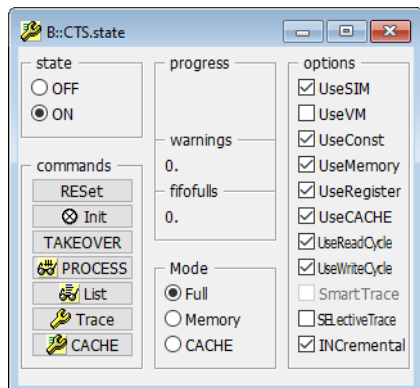 B::CTS.state
state
OFF
ON
commands
RESet
Init
TAKEOVER
PROCESS
List
Trace
CACHE
progress
warnings
0.
fifofulls
0.
Mode
Full
Memory
CACHE
options
UseSIM
UseVM
UseConst
UseMemory
UseRegister
UseCACHE
UseReadCycle
UseWriteCycle
SmartTrace
SELectiveTrace
INCremental